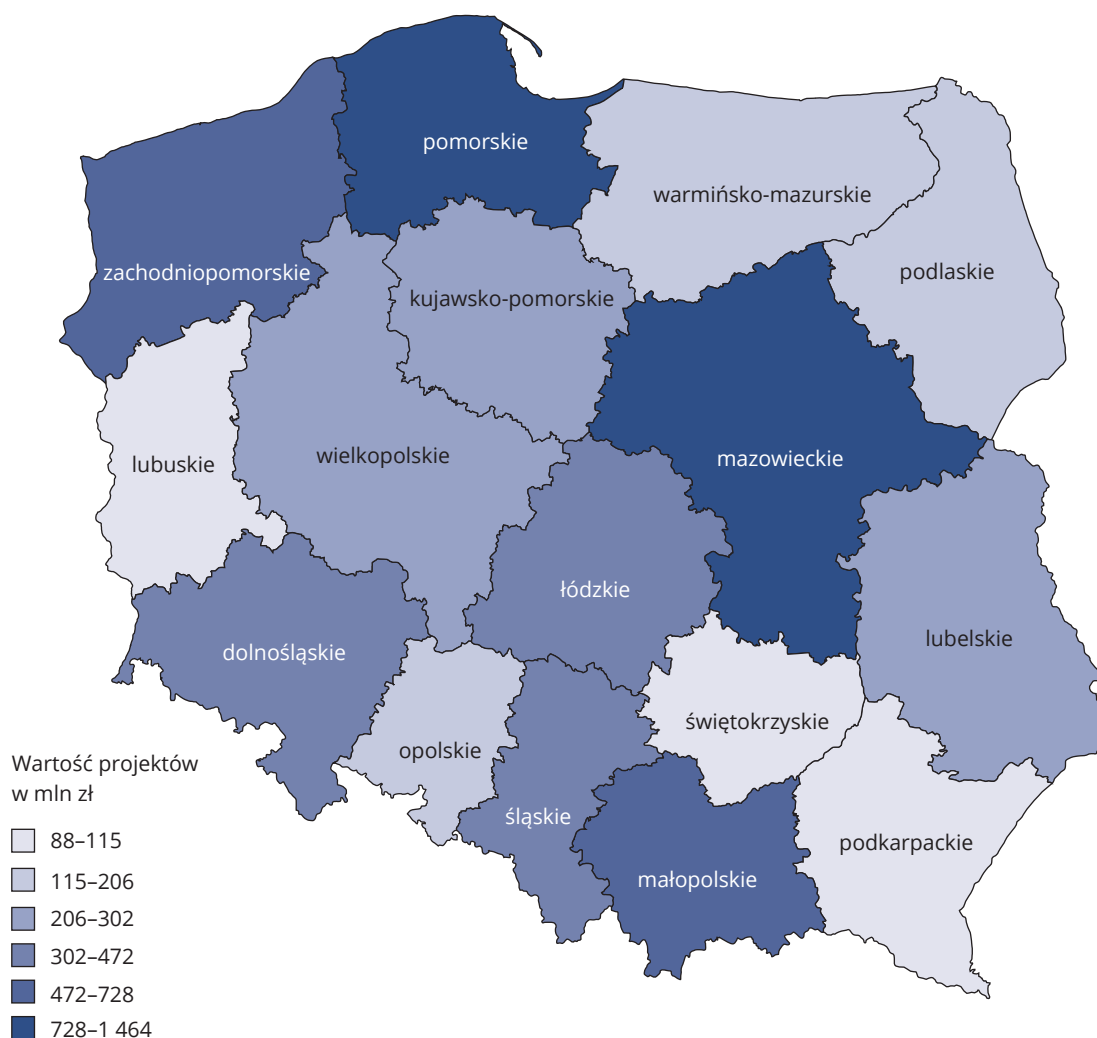 pomorskie
warmińsko-mazurskie
zachodniopomorskie
podlaskie
kujawsko-pomorskie
lubuskie
wielkopolskie
mazowieckie
łódzkie
lubelskie
dolnośląskie
świętokrzyskie
opolskie
śląskie
podkarpackie
małopolskie
Wartość projektów
w mln zł
88–115
115–206
206–302
302–472
472–728
728–1 464